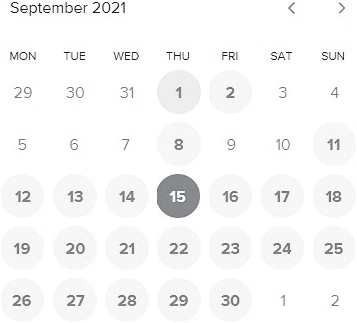 September 2021
MON TUE WED THU FRI SAT SUN
29 30 31 1 2 3 4
5 6 7 8 9 10 11
12 13 14 15 16 17 18
19 20 21 22 23 24 25
26 27 28 29 30 1 2